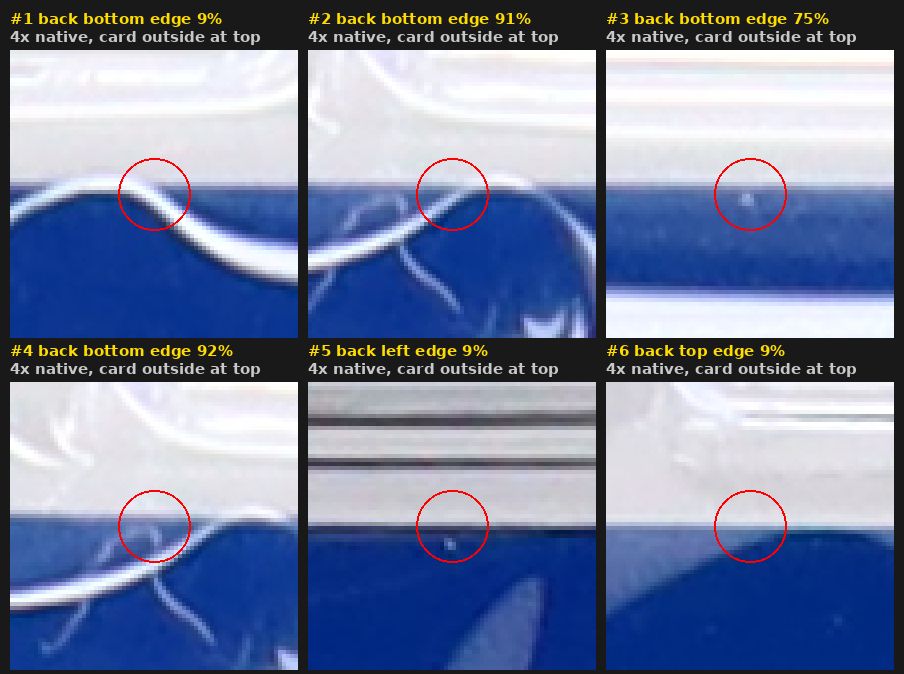 #1 back bottom edge 9%
4x native, card outside at top
#2 back bottom edge 91%
4x native, card outside at top
#3 back bottom edge 75%
4x native, card outside at top
#4 back bottom edge 92%
4x native, card outside at top
#5 back left edge 9%
4x native, card outside at top
#6 back top edge 9%
4x native, card outside at top